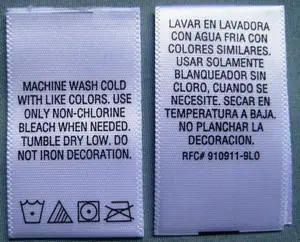 MACHINE WASH COLD
WITH LIKE COLORS. USE
ONLY NON-CHLORINE
BLEACH WHEN NEEDED.
TUMBLE DRY LOW. DO
NOT IRON DECORATION.
LAVAR EN LAVADORA
CON AGUA FRIA CON
COLORES SIMILARES.
USAR SOLAMENTE
BLANQUEADOR SIN
CLORO, CUANDO SE
NECESITE. SECAR EN
TEMPERATURA A BAJA.
NO PLANCHAR LA
DECORACION.
RFC# 910911-9L0